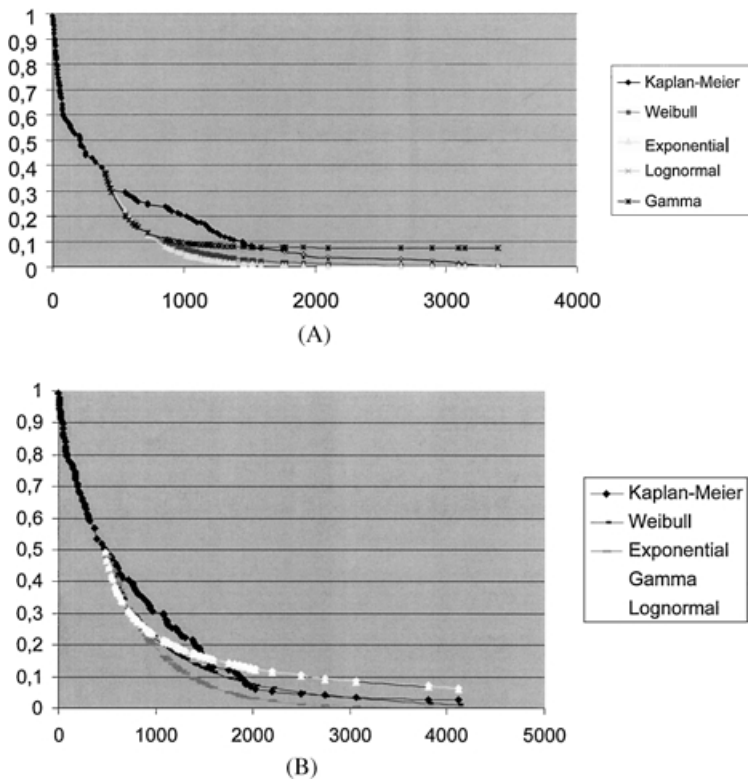 1
0,9
0,8
0,7
0,6
0,5
0,4
0,3
0,2
0,1
0
0 1000 2000 3000 4000
Kaplan-Meier
Weibull
Exponential
Lognormal
Gamma
(A)
1
0,9
0,8
0,7
0,6
0,5
0,4
0,3
0,2
0,1
0
0 1000 2000 3000 4000 5000
Kaplan-Meier
Weibull
Exponential
Gamma
Lognormal
(B)